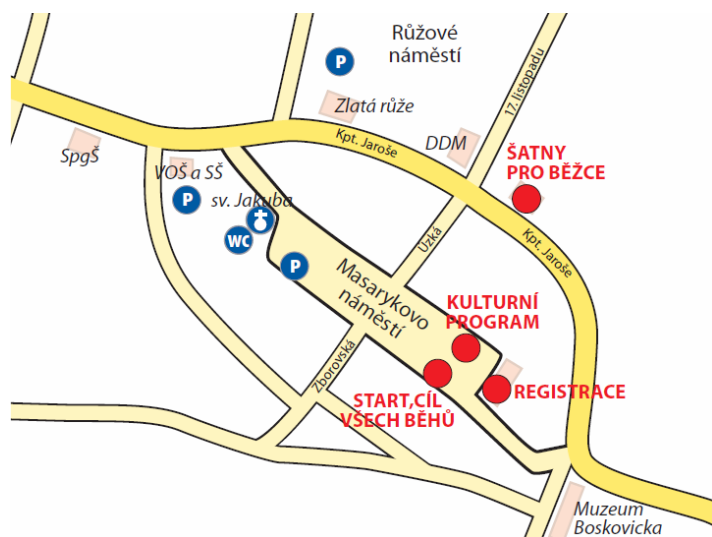 Růžové
náměstí
P
Zlatá růže
17. listopadu
Kpt. Jaroše
DDM
SpgŠ
VOŠ a SŠ
ŠATNY
PRO BĚŽCE
P
sv. Jakuba
WC
Úzká
Kpt. Jaroše
P
Masarykovo
náměstí
KULTURNÍ
PROGRAM
Zborovská
START,CÍL
VŠECH BĚHŮ
REGISTRACE
Muzeum
Boskovicka